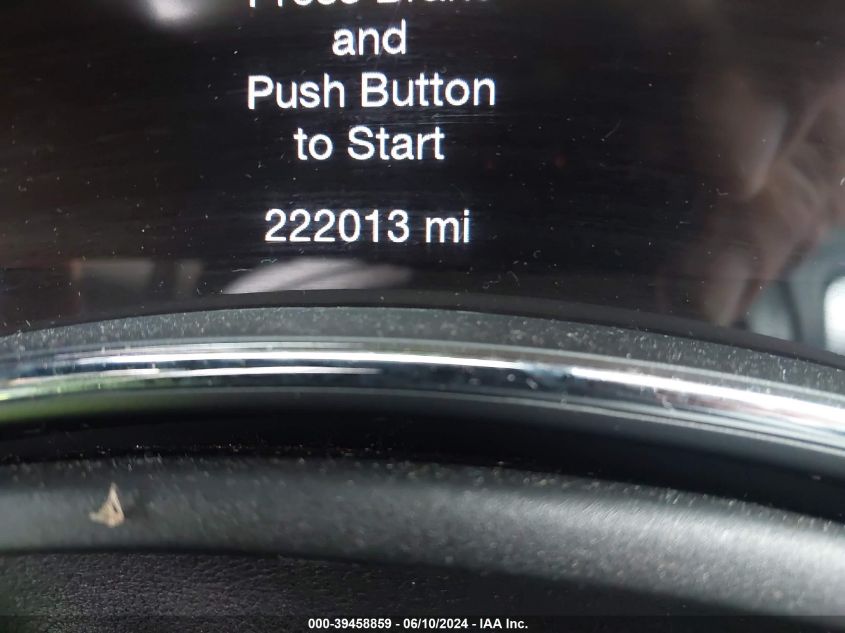 and
Push Button
to Start
222013 mi
000-39458859 - 06/10/2024 - IAA Inc.